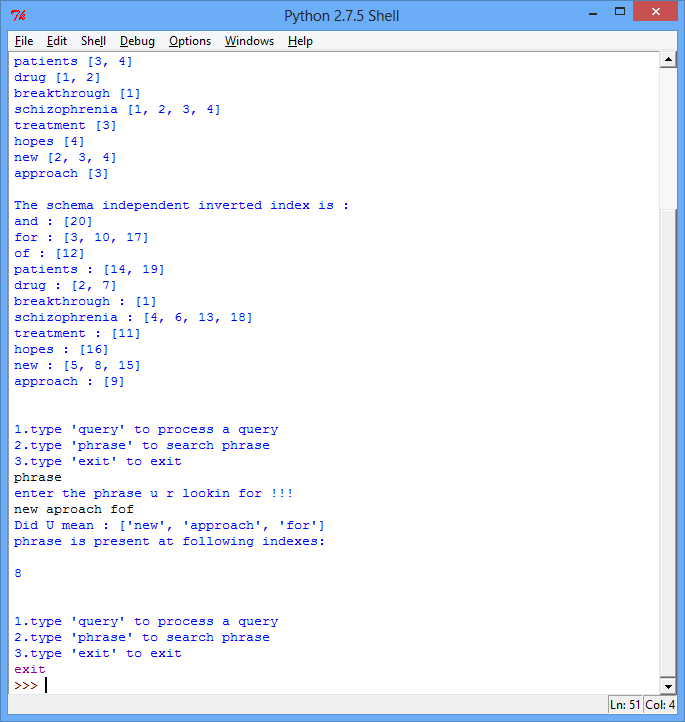 Python 2.7.5 Shell
File Edit Shell Debug Options Windows Help
patients [3, 4]
drug [1, 2]
breakthrough [1]
schizophrenia [1, 2, 3, 4]
treatment [3]
hopes [4]
new [2, 3, 4]
approach [3]
The schema independent inverted index is :
and : [20]
for : [3, 10, 17]
of : [12]
patients : [14, 19]
drug : [2, 7]
breakthrough : [1]
schizophrenia : [4, 6, 13, 18]
treatment : [11]
hopes : [16]
new : [5, 8, 15]
approach : [9]
1.type 'query' to process a query
2.type 'phrase' to search phrase
3.type 'exit' to exit
phrase
enter the phrase u r lookin for !!!
new aproach fof
Did U mean : ['new', 'approach', 'for']
phrase is present at following indexes:
8
1.type 'query' to process a query
2.type 'phrase' to search phrase
3.type 'exit' to exit
exit
>>>
Ln: 51 Col: 4